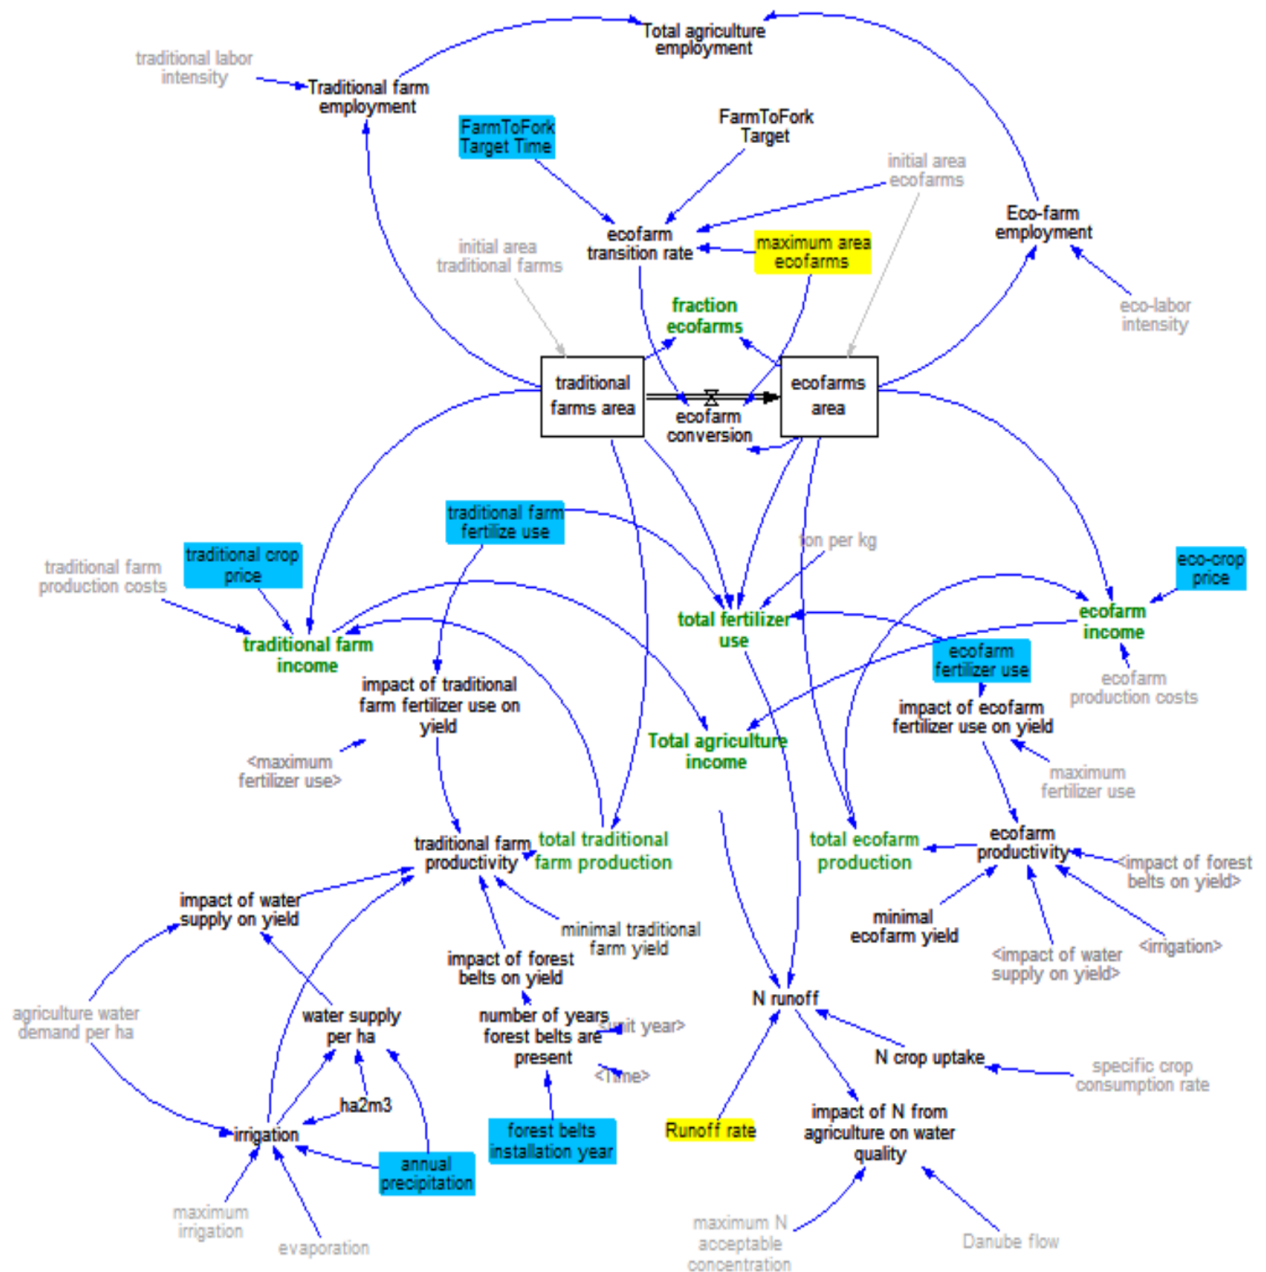 Total agriculture
employment
traditional labor
intensity
Traditional farm
employment
FarmToFork
Target Time
FarmToFork
Target
initial area
ecofarms
Eco-farm
employment
ecofarm
transition rate
initial area
traditional farms
maximum area
ecofarms
eco-labor
intensity
fraction
ecofarms
traditional
farms area
ecofarms
area
ecofarm
conversion
traditional farm
fertilize use
ton per kg
traditional crop
price
traditional farm
production costs
eco-crop
price
total fertilizer
use
ecofarm
income
traditional farm
income
ecofarm
fertilizer use
ecofarm
production costs
impact of traditional
farm fertilizer use on
yield
impact of ecofarm
fertilizer use on yield
Total agriculture
income
<maximum
fertilizer use>
maximum
fertilizer use
traditional farm
productivity
total traditional
farm production
total ecofarm
production
ecofarm
productivity
<impact of forest
belts on yield>
impact of water
supply on yield
minimal traditional
farm yield
minimal
ecofarm yield
<impact of water
supply on yield>
<irrigation>
impact of forest
belts on yield
agriculture water
demand per ha
water supply
per ha
number of years
forest belts are
present
<unit year>
<Time>
N runoff
N crop uptake
specific crop
consumption rate
ha2m3
irrigation
forest belts
installation year
Runoff rate
impact of N from
agriculture on water
quality
annual
precipitation
maximum
irrigation
evaporation
maximum N
acceptable
concentration
Danube flow